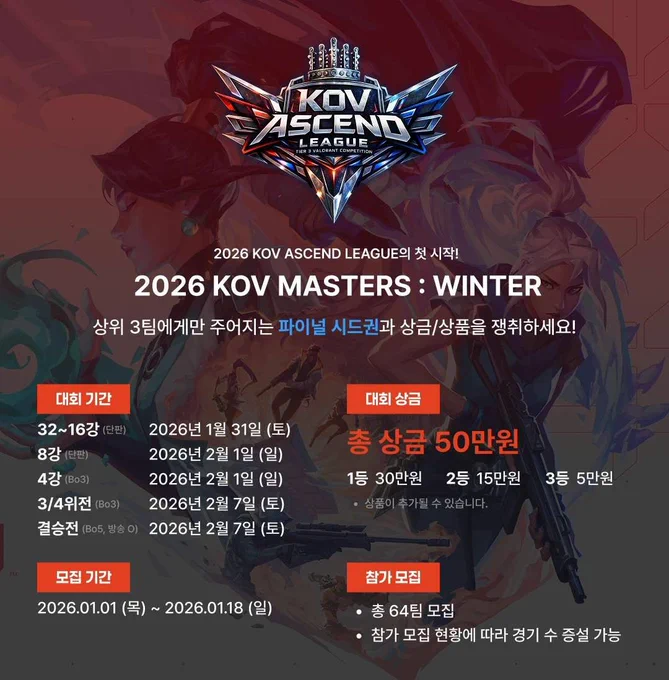 KOV
ASCEND
LEAGUE
TIER 3 VALORANT COMPETITION
2026 KOV ASCEND LEAGUE의 첫 시작!
2026 KOV MASTERS : WINTER
상위 3팀에게만 주어지는 파이널 시드권과 상금/상품을 쟁취하세요!
대회 기간
32~16강 (단판) 2026년 1월 31일 (토)
8강 (단판) 2026년 2월 1일 (일)
4강 (Bo3) 2026년 2월 1일 (일)
3/4위전 (Bo3) 2026년 2월 7일 (토)
결승전 (Bo5, 방송 O) 2026년 2월 7일 (토)
대회 상금
총 상금 50만원
1등 30만원 2등 15만원 3등 5만원
• 상품이 추가될 수 있습니다.
모집 기간
2026.01.01 (목) ~ 2026.01.18 (일)
참가 모집
• 총 64팀 모집
• 참가 모집 현황에 따라 경기 수 증설 가능